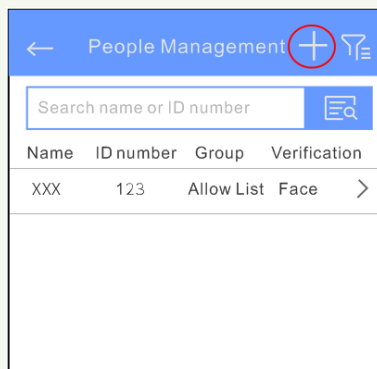 People Management
Search name or ID number
Name ID number Group Verification
XXX 123 Allow List Face